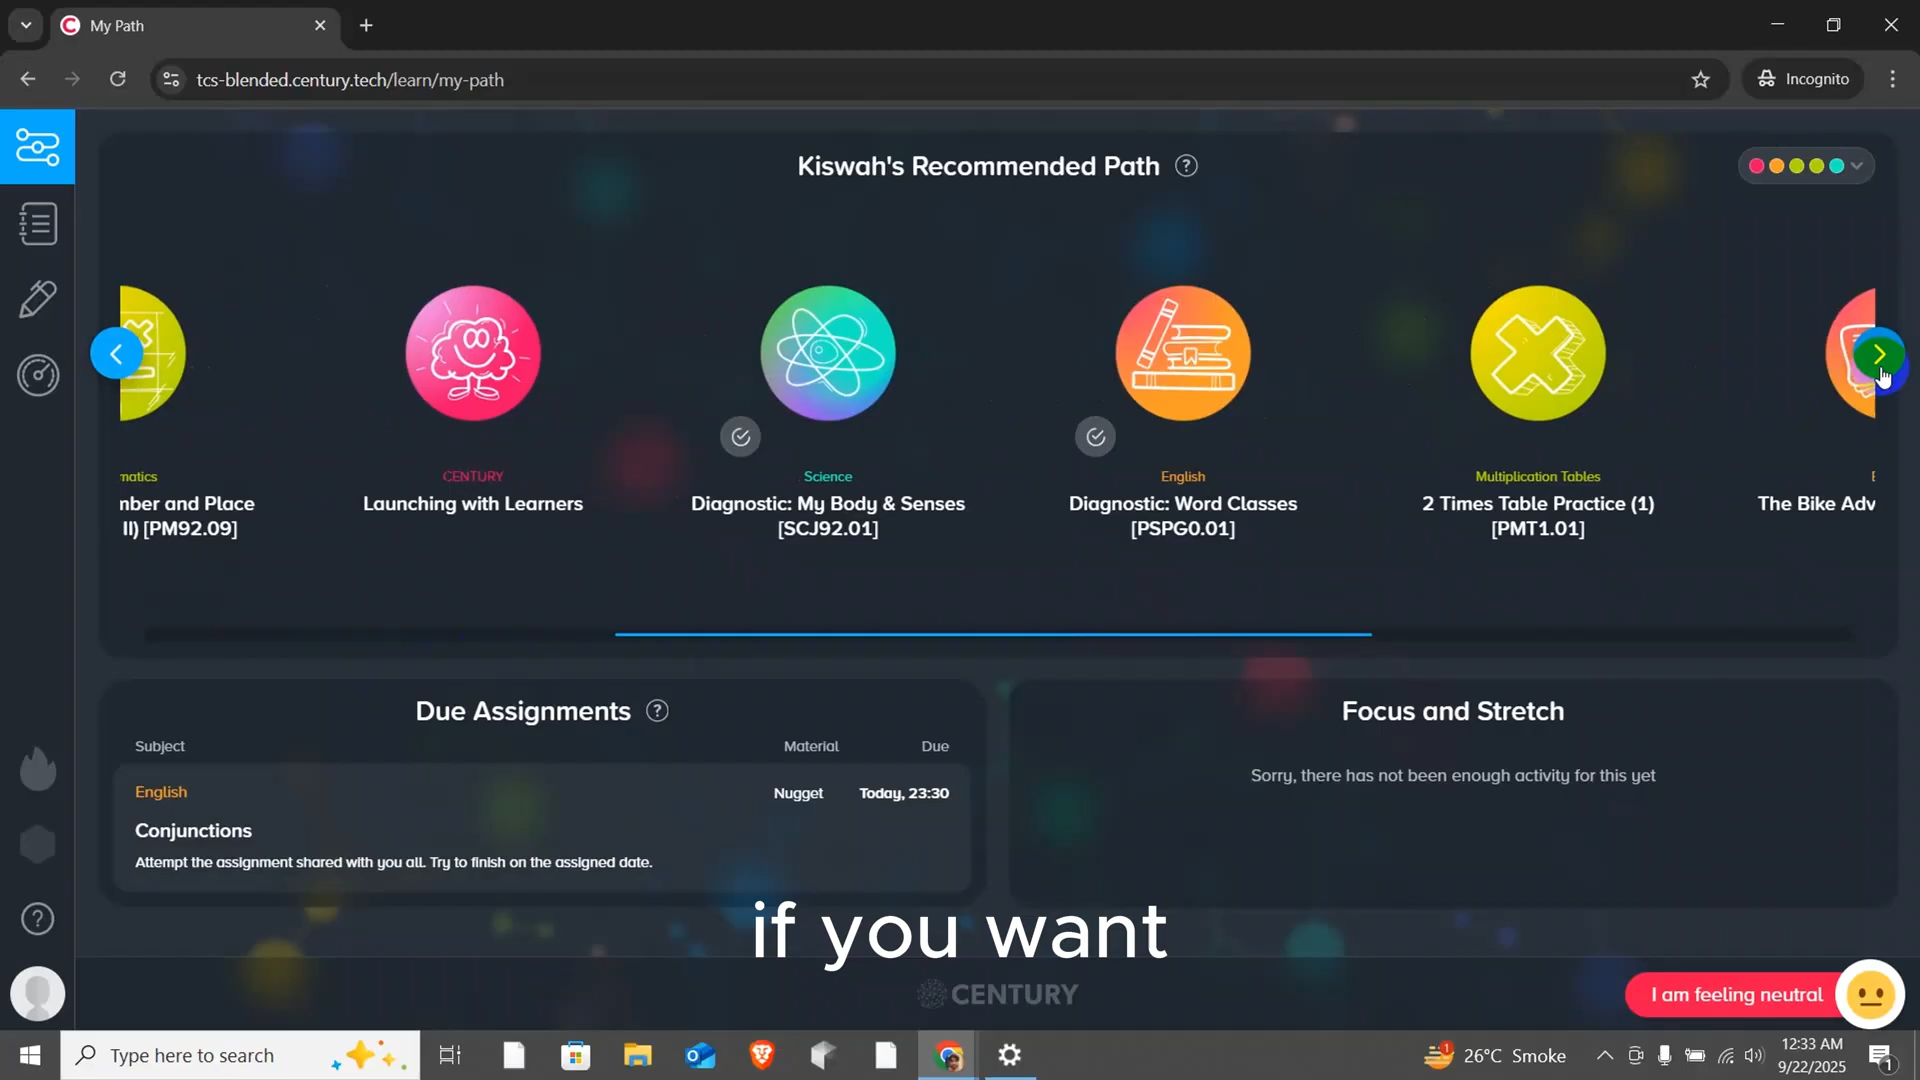 My Path
tcs-blended.century.tech/learn/my-path
Incognito
Kiswah's Recommended Path
matics
CENTURY
Science
English
Multiplication Tables
E
mber and Place
II) [PM92.09]
Launching with Learners
Diagnostic: My Body & Senses
[SCJ92.01]
Diagnostic: Word Classes
[PSPG0.01]
2 Times Table Practice (1)
[PMT1.01]
The Bike Adv
Due Assignments
Subject
Material
Due
English
Nugget
Today, 23:30
Conjunctions
Attempt the assignment shared with you all. Try to finish on the assigned date.
Focus and Stretch
Sorry, there has not been enough activity for this yet
if you want
CENTURY
I am feeling neutral
Type here to search
1
26°C Smoke
12:33 AM
9/22/2025
1